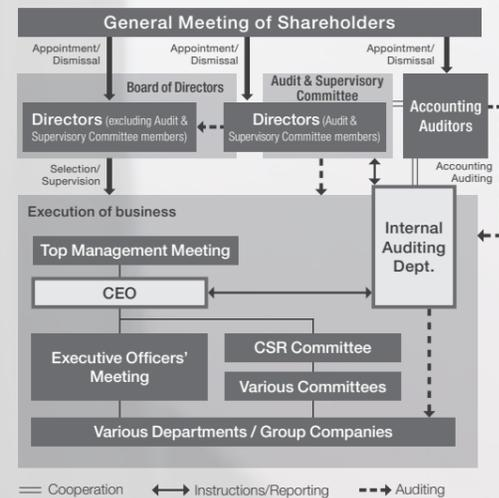 General Meeting of Shareholders
Appointment/
Dismissal
Appointment/
Dismissal
Appointment/
Dismissal
Board of Directors
Audit & Supervisory
Committee
Directors (excluding Audit &
Supervisory Committee members)
Directors (Audit &
Supervisory Committee members)
Accounting
Auditors
Selection/
Supervision
Accounting
Auditing
Execution of business
Internal
Auditing
Dept.
Top Management Meeting
CEO
Executive Officers'
Meeting
CSR Committee
Various Committees
Various Departments / Group Companies
Cooperation
Instructions/Reporting
Auditing